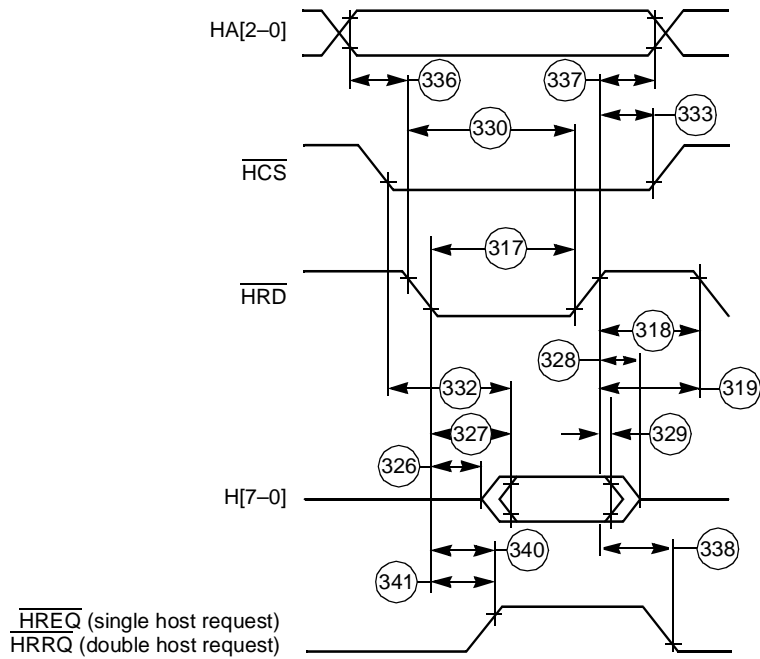 HA[2–0]
336
337
330
333
HCS
317
HRD
318
328
332
319
327
329
326
H[7–0]
340
338
341
HREQ (single host request)
HRRQ (double host request)